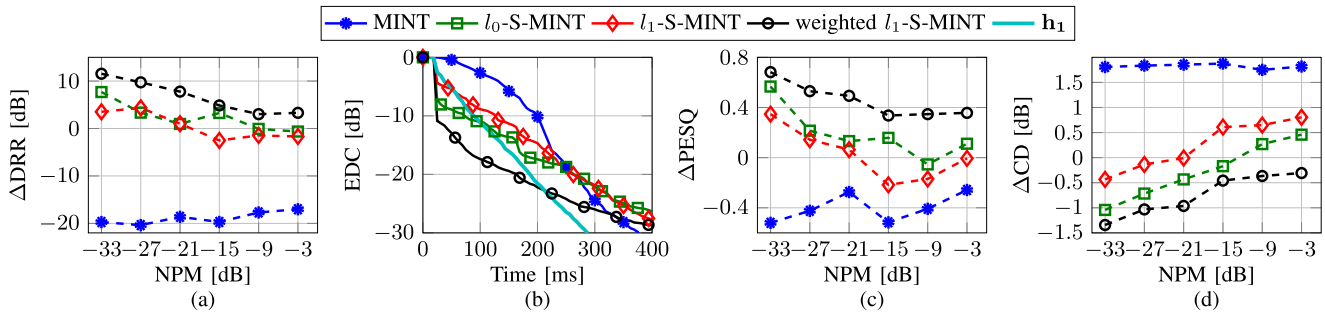 MINT l₀-S-MINT l₁-S-MINT weighted l₁-S-MINT h₁
10
0
−10
−20
ΔDRR [dB]
−33 −27 −21 −15 −9 −3
NPM [dB]
(a)
0
−10
−20
−30
EDC [dB]
0 100 200 300 400
Time [ms]
(b)
0.8
0.4
0
−0.4
ΔPESQ
−33 −27 −21 −15 −9 −3
NPM [dB]
(c)
1.5
1
0.5
0
−0.5
−1
−1.5
ΔCD [dB]
−33 −27 −21 −15 −9 −3
NPM [dB]
(d)